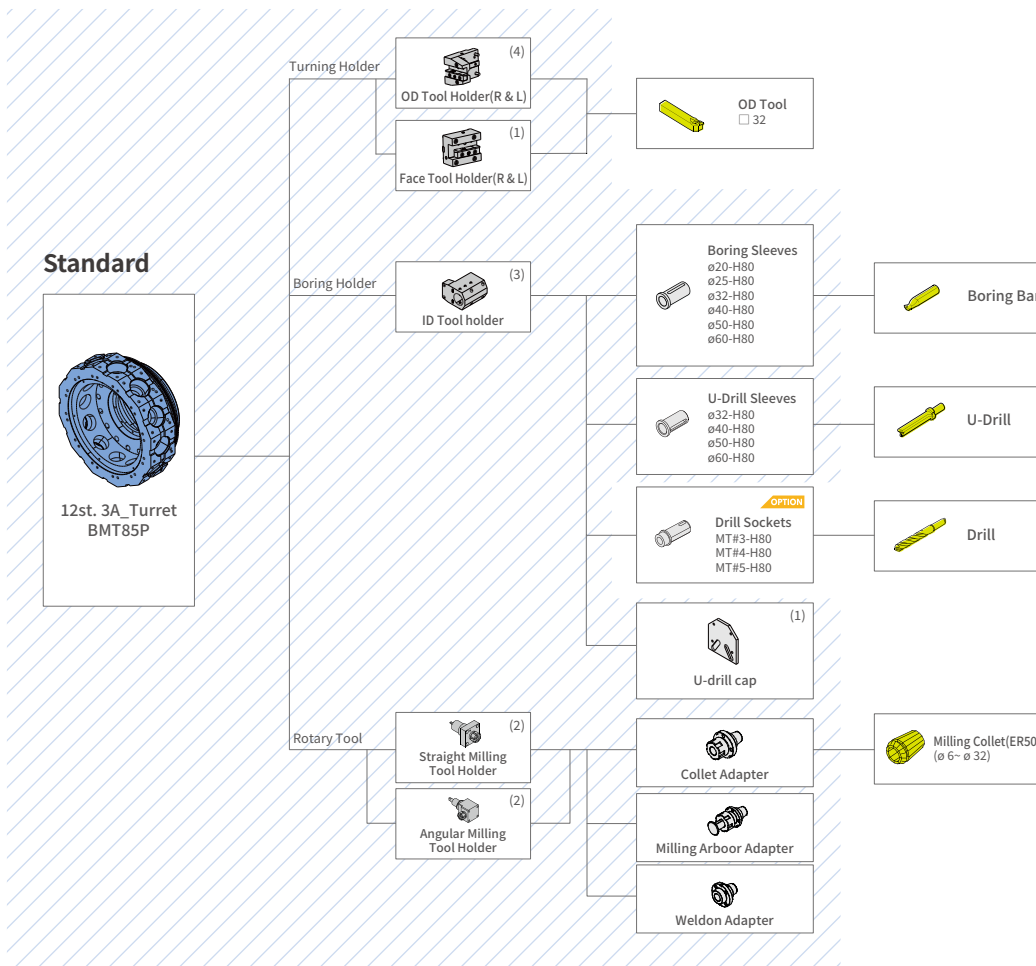 Standard
12st. 3A_Turret
BMT85P
Turning Holder
(4)
OD Tool Holder(R & L)
(1)
Face Tool Holder(R & L)
OD Tool
□ 32
Boring Holder
(3)
ID Tool holder
Boring Sleeves
ø20-H80
ø25-H80
ø32-H80
ø40-H80
ø50-H80
ø60-H80
Boring Bar
U-Drill Sleeves
ø32-H80
ø40-H80
ø50-H80
ø60-H80
U-Drill
OPTION
Drill Sockets
MT#3-H80
MT#4-H80
MT#5-H80
Drill
(1)
U-drill cap
Rotary Tool
(2)
Straight Milling
Tool Holder
(2)
Angular Milling
Tool Holder
Collet Adapter
Milling Collet(ER50
(ø 6~ ø 32)
Milling Arboor Adapter
Weldon Adapter